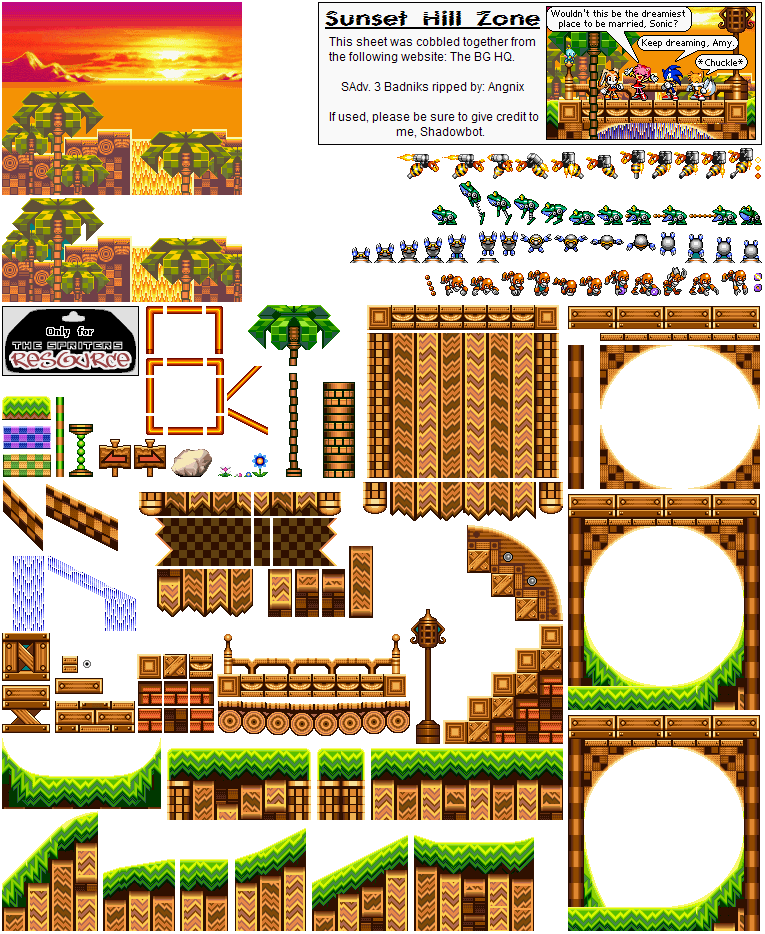 Sunset Hill Zone
This sheet was cobbled together from
the following website: The BG HQ.
SAdv. 3 Badniks ripped by: Angnix
If used, please be sure to give credit to
me, Shadowbot.
Wouldn't this be the dreamiest
place to be married, Sonic?
Keep dreaming, Amy.
*Chuckle*
Only for
THE SPRITERS
RESOURCE